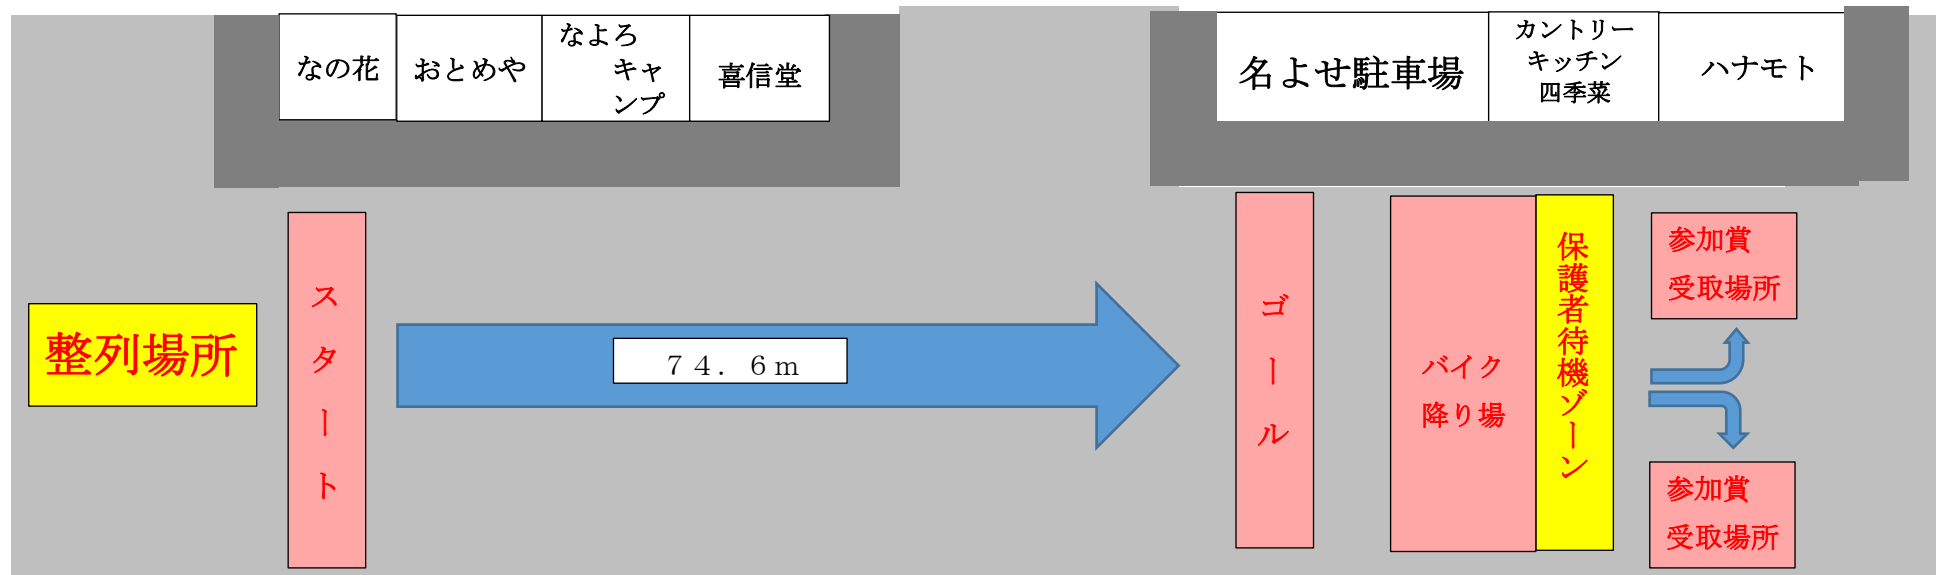 なの花
おとめや
なよろ
キャ
ンプ
喜信堂
名よせ駐車場
カントリー
キッチン
四季菜
ハナモト
整列場所
スタート
７４．６ｍ
ゴール
バイク
降り場
保護者待機ゾーン
参加賞
受取場所
参加賞
受取場所